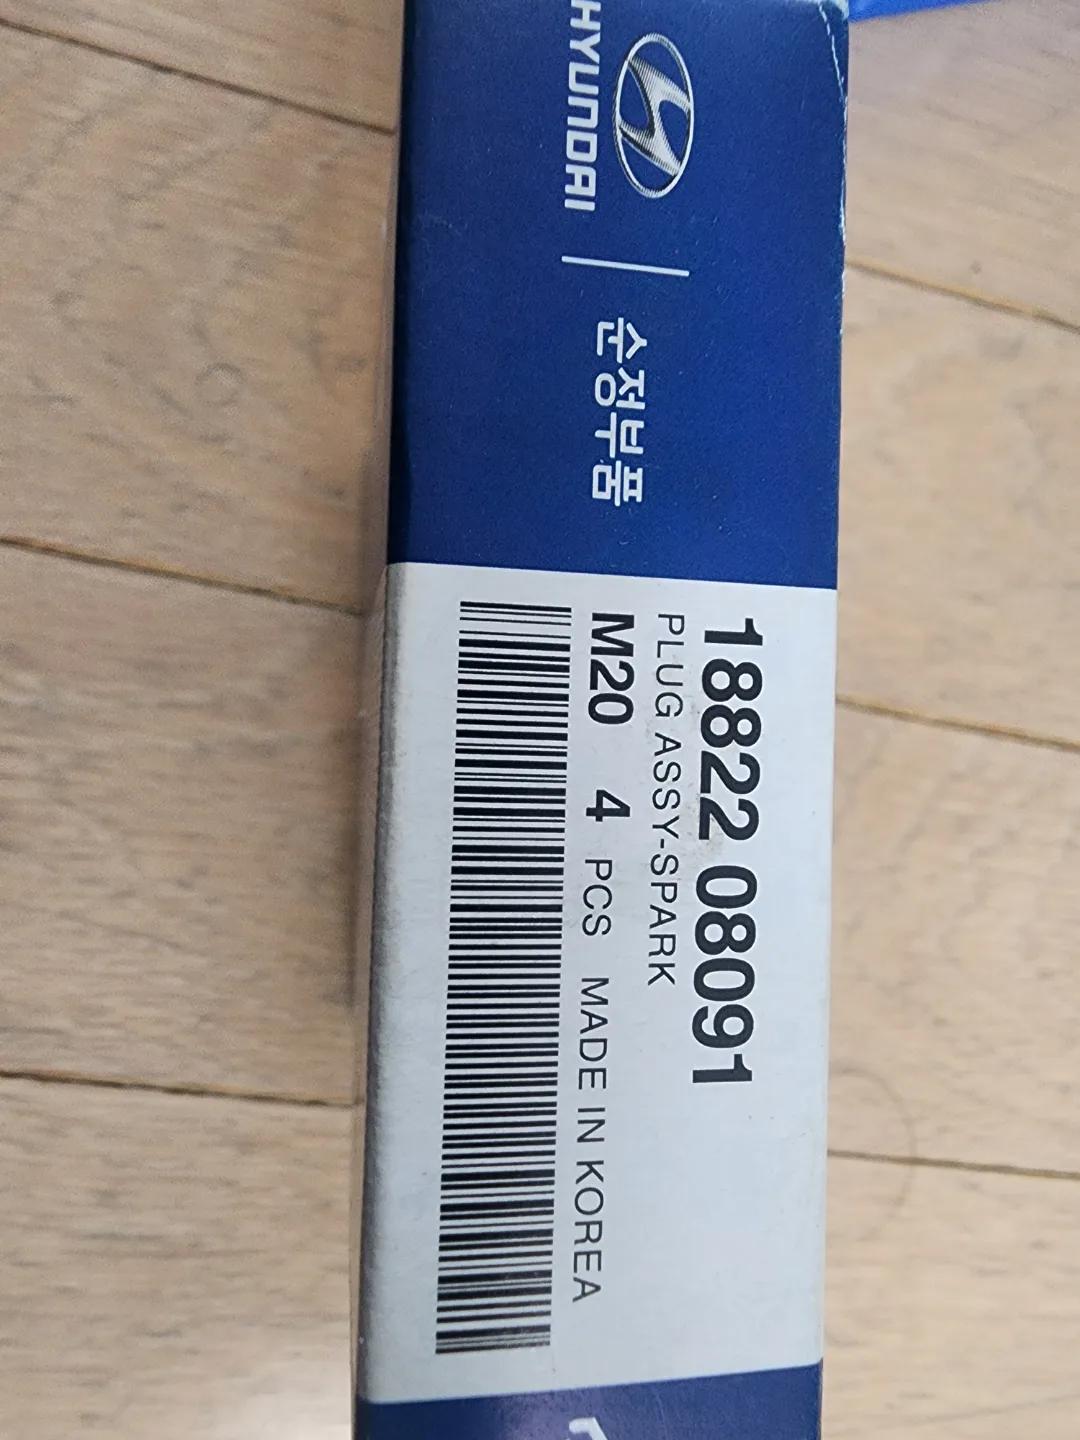 HYUNDAI | 순정부품
18822 08091
PLUG ASSY-SPARK
M20 4 PCS MADE IN KOREA